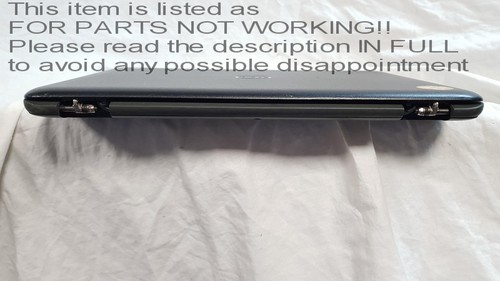 This item is listed as
FOR PARTS NOT WORKING!!
Please read the description IN FULL
to avoid any possible disappointment